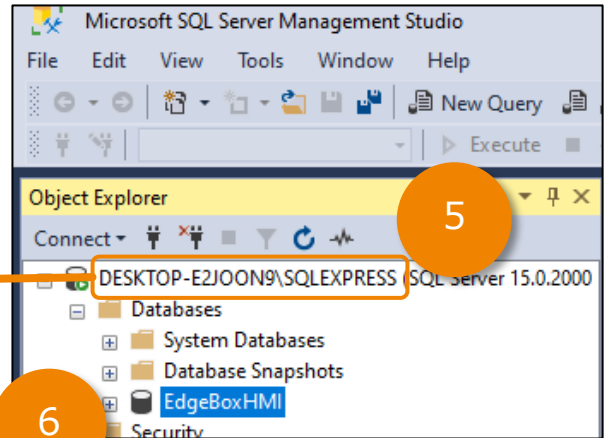 Microsoft SQL Server Management Studio
File Edit View Tools Window Help
New Query
Execute
Object Explorer
5
Connect
DESKTOP-E2JOON9\SQLEXPRESS (SQL Server 15.0.2000
Databases
System Databases
Database Snapshots
EdgeBoxHMI
6
Security